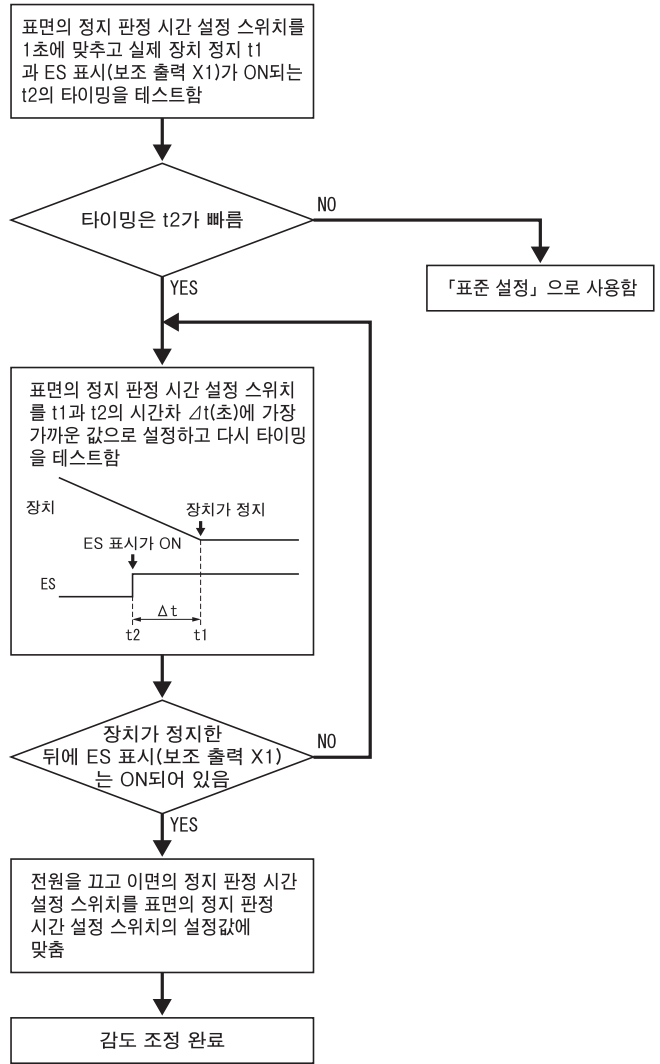 표면의 정지 판정 시간 설정 스위치를
1초에 맞추고 실제 장치 정지 t1
과 ES 표시(보조 출력 X1)가 ON되는
t2의 타이밍을 테스트함
타이밍은 t2가 빠름
NO
「표준 설정」으로 사용함
YES
표면의 정지 판정 시간 설정 스위치
를 t1과 t2의 시간차 ⊿t(초)에 가장
가까운 값으로 설정하고 다시 타이밍
을 테스트함
장치
장치가 정지
ES 표시가 ON
ES
Δt
t2
t1
장치가 정지한
뒤에 ES 표시(보조 출력 X1)
는 ON되어 있음
NO
YES
전원을 끄고 이면의 정지 판정 시간
설정 스위치를 표면의 정지 판정
시간 설정 스위치의 설정값에
맞춤
감도 조정 완료